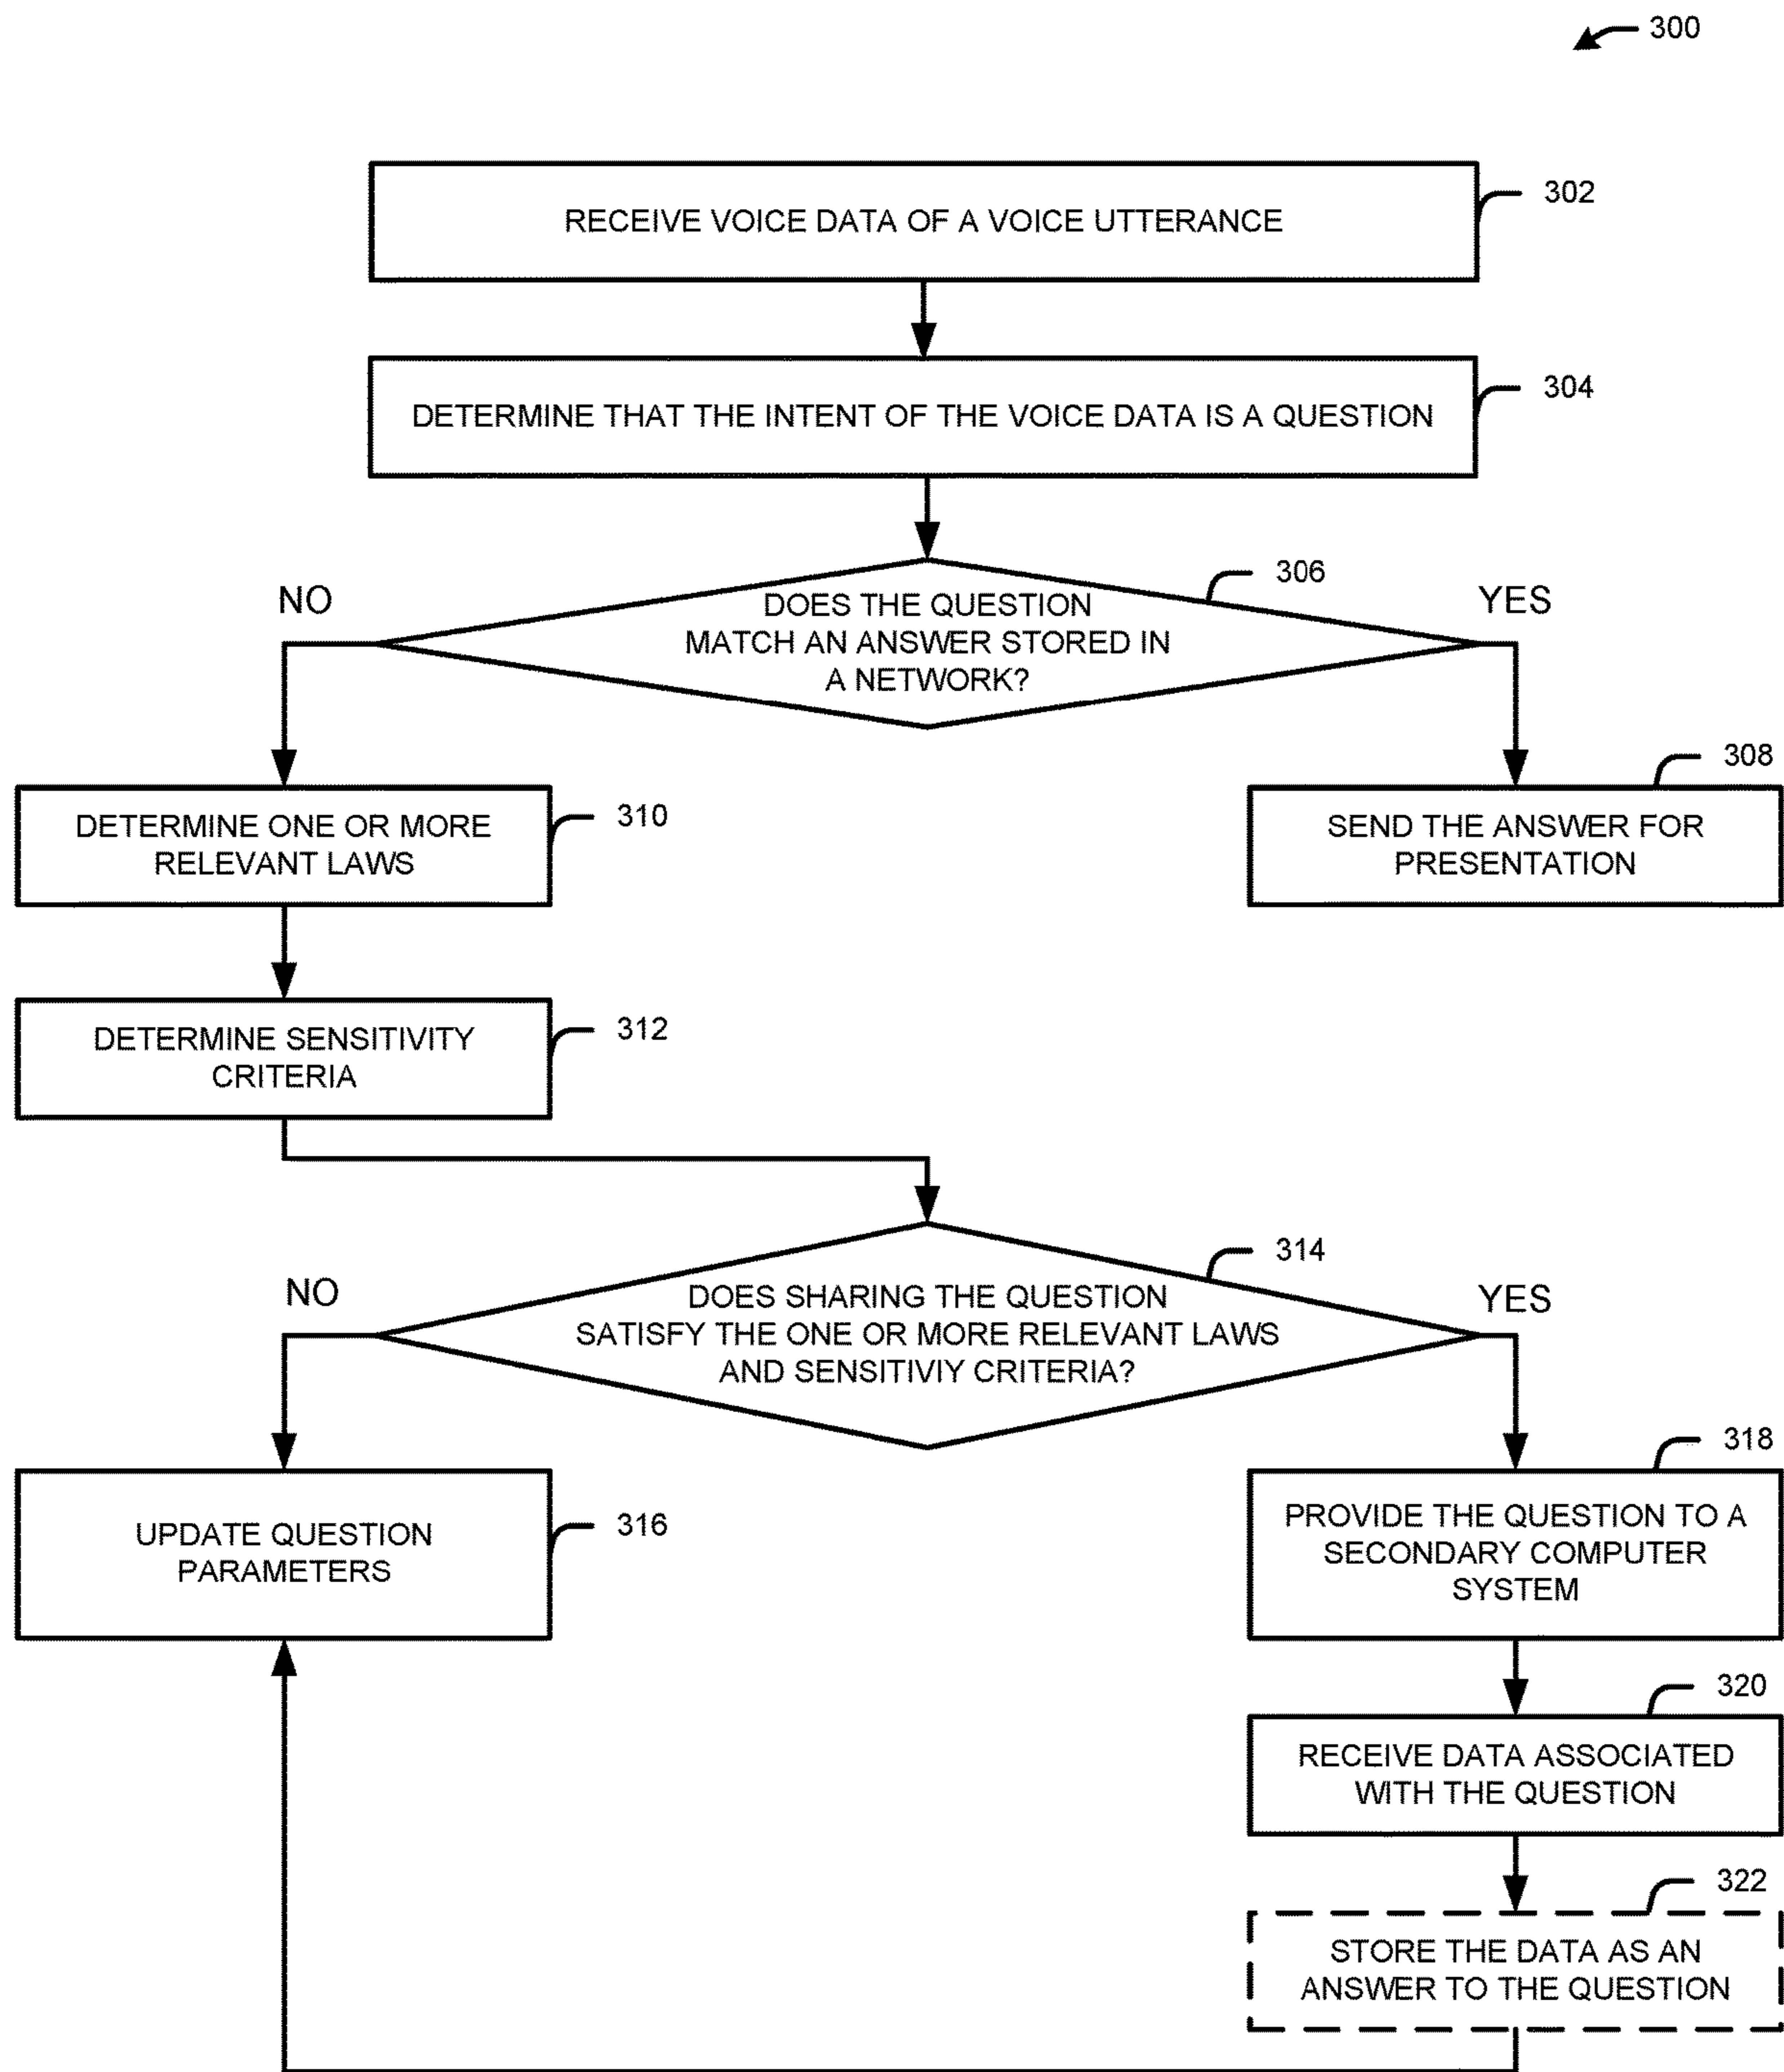 300
RECEIVE VOICE DATA OF A VOICE UTTERANCE
302
DETERMINE THAT THE INTENT OF THE VOICE DATA IS A QUESTION
304
NO
DOES THE QUESTION
MATCH AN ANSWER STORED IN
A NETWORK?
306
YES
DETERMINE ONE OR MORE
RELEVANT LAWS
310
SEND THE ANSWER FOR
PRESENTATION
308
DETERMINE SENSITIVITY
CRITERIA
312
NO
DOES SHARING THE QUESTION
SATISFY THE ONE OR MORE RELEVANT LAWS
AND SENSITIVIY CRITERIA?
314
YES
UPDATE QUESTION
PARAMETERS
316
PROVIDE THE QUESTION TO A
SECONDARY COMPUTER
SYSTEM
318
RECEIVE DATA ASSOCIATED
WITH THE QUESTION
320
STORE THE DATA AS AN
ANSWER TO THE QUESTION
322